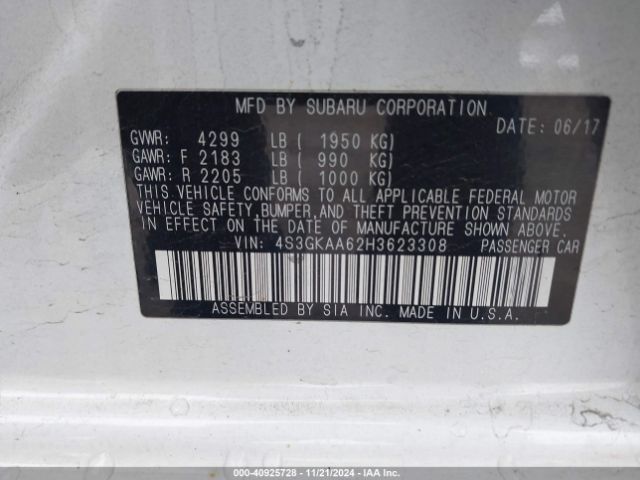 MFD BY SUBARU CORPORATION
DATE: 06/17
GVWR: 4299 LB ( 1950 KG)
GAWR: F 2183 LB ( 990 KG)
GAWR: R 2205 LB ( 1000 KG)
THIS VEHICLE CONFORMS TO ALL APPLICABLE FEDERAL MOTOR
VEHICLE SAFETY, BUMPER, AND THEFT PREVENTION STANDARDS
IN EFFECT ON THE DATE OF MANUFACTURE SHOWN ABOVE.
VIN: 4S3GKAA62H3623308 PASSENGER CAR
ASSEMBLED BY SIA INC. MADE IN U.S.A.
000-40925728 - 11/21/2024 - IAA Inc.